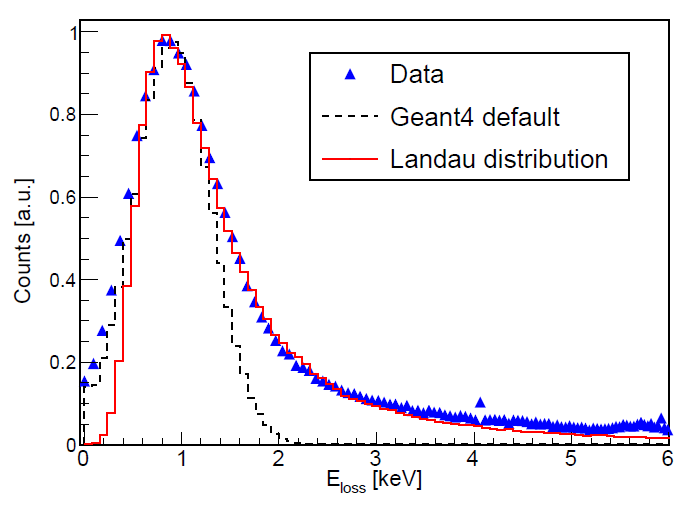 1
0.8
0.6
0.4
0.2
0
Counts [a.u.]
Data
Geant4 default
Landau distribution
0 1 2 3 4 5 6
Eloss [keV]